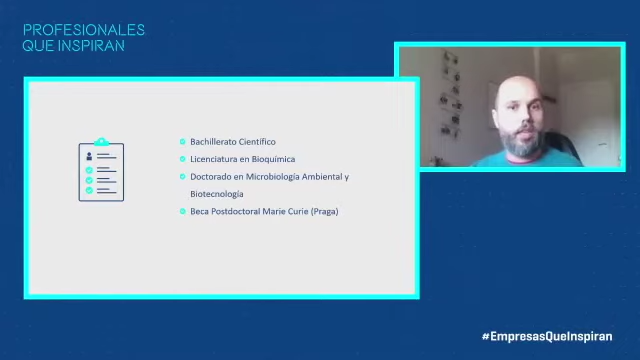 PROFESIONALES
QUE INSPIRAN
Bachillerato Científico
Licenciatura en Bioquímica
Doctorado en Microbiología Ambiental y
Biotecnología
Beca Postdoctoral Marie Curie (Praga)
#EmpresasQueInspiran